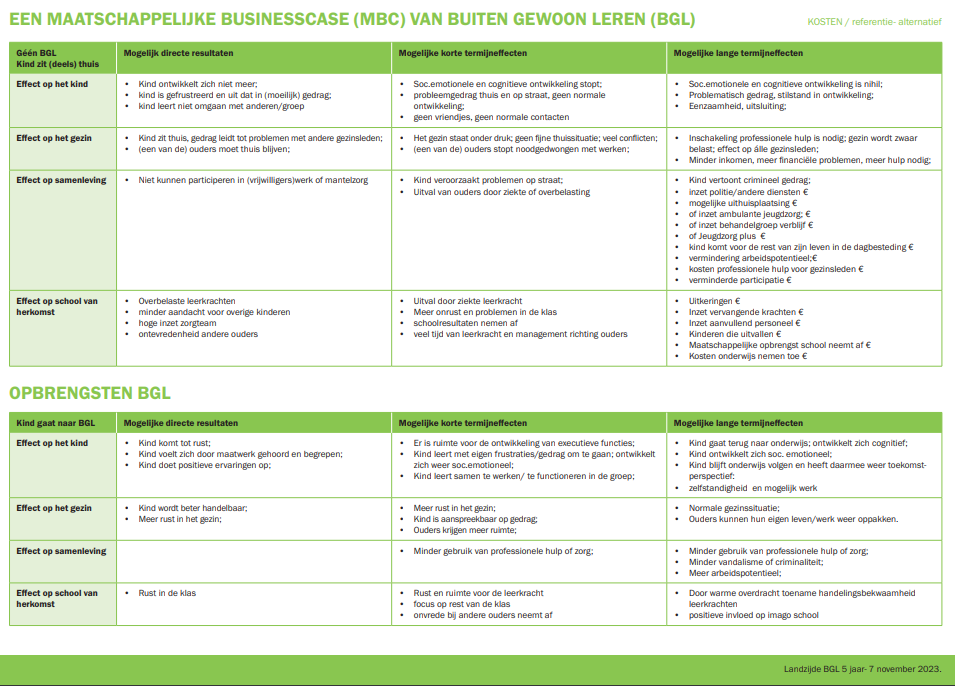 EEN MAATSCHAPPELIJKE BUSINESSCASE (MBC) VAN BUITEN GEWOON LEREN (BGL)
KOSTEN / referentie- alternatief
Géén BGL
Kind zit (deels) thuis
Mogelijk directe resultaten
Mogelijke korte termijneffecten
Mogelijke lange termijneffecten
Effect op het kind
• Kind ontwikkelt zich niet meer;
• kind is gefrustreerd en uit dat in (moeilijk) gedrag;
• kind leert niet omgaan met anderen/groep
• Soc.emotionele en cognitieve ontwikkeling stopt;
• probleemgedrag thuis en op straat, geen normale
ontwikkeling;
• geen vriendjes, geen normale contacten
• Soc.emotionele en cognitieve ontwikkeling is nihil;
• Problematisch gedrag, stilstand in ontwikkeling;
• Eenzaamheid, uitsluiting;
Effect op het gezin
• Kind zit thuis, gedrag leidt tot problemen met andere gezinsleden;
• (een van de) ouders moet thuis blijven;
• Het gezin staat onder druk; geen fijne thuissituatie; veel conflicten;
• (een van de) ouders stopt noodgedwongen met werken;
• Inschakeling professionele hulp is nodig; gezin wordt zwaar
belast; effect op álle gezinsleden;
• Minder inkomen, meer financiële problemen, meer hulp nodig;
Effect op samenleving
• Niet kunnen participeren in (vrijwilligers)werk of mantelzorg
• Kind veroorzaakt problemen op straat;
• Uitval van ouders door ziekte of overbelasting
• Kind vertoont crimineel gedrag;
• inzet politie/andere diensten €
• mogelijke uithuisplaatsing €
• of inzet ambulante jeugdzorg; €
• of inzet behandelgroep verblijf €
• of Jeugdzorg plus €
• kind komt voor de rest van zijn leven in de dagbesteding €
• vermindering arbeidspotentieel;€
• kosten professionele hulp voor gezinsleden €
• verminderde participatie €
Effect op school van
herkomst
• Overbelaste leerkrachten
• minder aandacht voor overige kinderen
• hoge inzet zorgteam
• ontevredenheid andere ouders
• Uitval door ziekte leerkracht
• Meer onrust en problemen in de klas
• schoolresultaten nemen af
• veel tijd van leerkracht en management richting ouders
• Uitkeringen €
• Inzet vervangende krachten €
• Inzet aanvullend personeel €
• Kinderen die uitvallen €
• Maatschappelijke opbrengst school neemt af €
• Kosten onderwijs nemen toe €
OPBRENGSTEN BGL
Kind gaat naar BGL
Mogelijke directe resultaten
Mogelijke korte termijneffecten
Mogelijke lange termijneffecten
Effect op het kind
• Kind komt tot rust;
• Kind voelt zich door maatwerk gehoord en begrepen;
• Kind doet positieve ervaringen op;
• Er is ruimte voor de ontwikkeling van executieve functies;
• Kind leert met eigen frustraties/gedrag om te gaan; ontwikkelt
zich weer soc.emotioneel;
• Kind leert samen te werken/ te functioneren in de groep;
• Kind gaat terug naar onderwijs; ontwikkelt zich cognitief;
• Kind ontwikkelt zich soc. emotioneel;
• Kind blijft onderwijs volgen en heeft daarmee weer toekomst-
perspectief:
• zelfstandigheid en mogelijk werk
Effect op het gezin
• Kind wordt beter handelbaar;
• Meer rust in het gezin;
• Meer rust in het gezin;
• Kind is aanspreekbaar op gedrag;
• Ouders krijgen meer ruimte;
• Normale gezinssituatie;
• Ouders kunnen hun eigen leven/werk weer oppakken.
Effect op samenleving
• Minder gebruik van professionele hulp of zorg;
• Minder gebruik van professionele hulp of zorg;
• Minder vandalisme of criminaliteit;
• Meer arbeidspotentieel;
Effect op school van
herkomst
• Rust in de klas
• Rust en ruimte voor de leerkracht
• focus op rest van de klas
• onvrede bij andere ouders neemt af
• Door warme overdracht toename handelingsbekwaamheid
leerkrachten
• positieve invloed op imago school
Landzijde BGL 5 jaar- 7 november 2023.